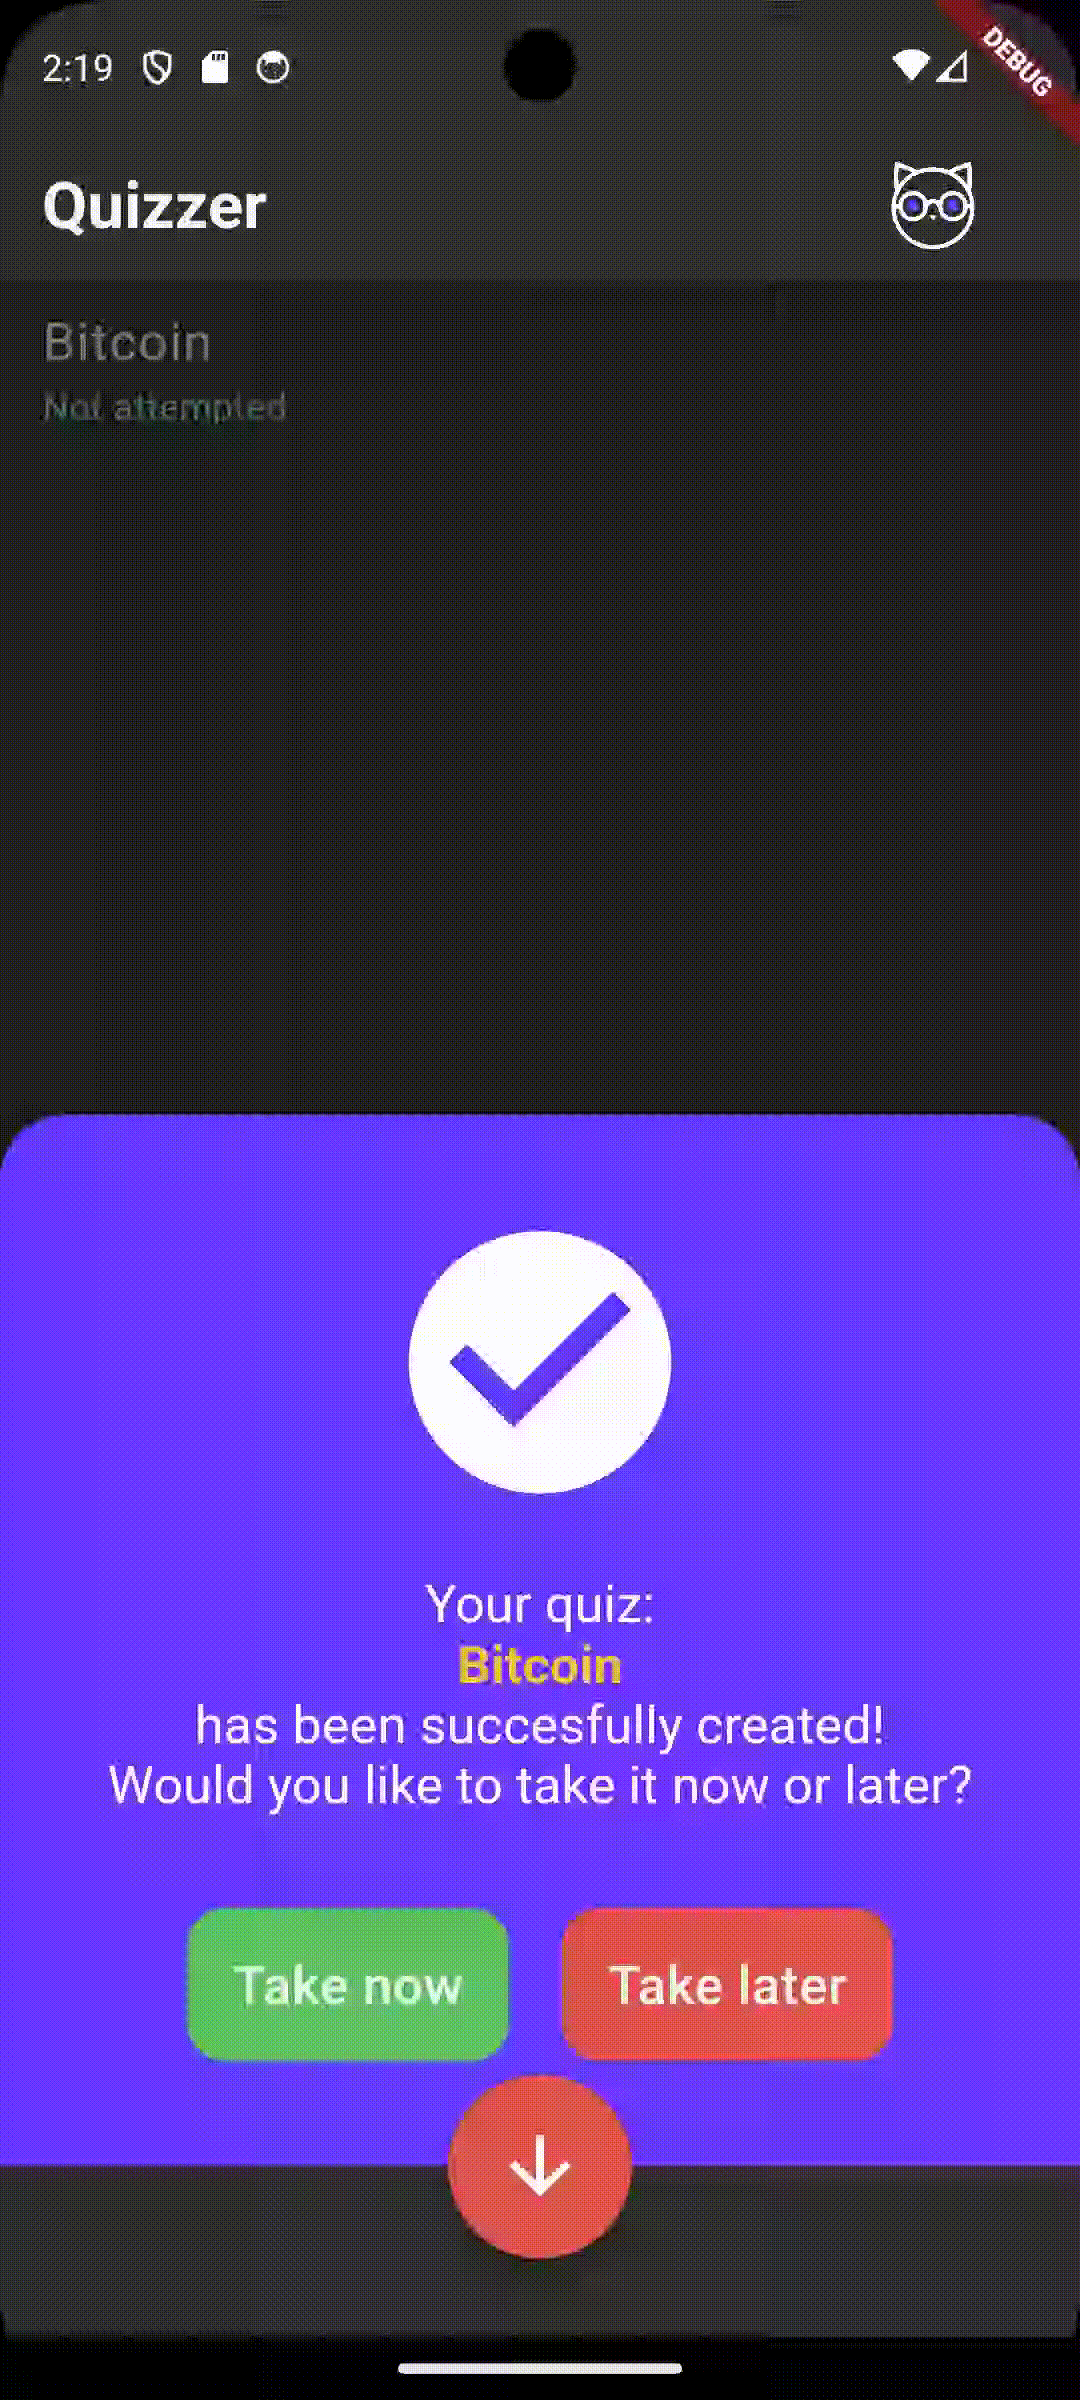 2:19
DEBUG
Quizzer
Bitcoin
Not attempted
Your quiz:
Bitcoin
has been succesfully created!
Would you like to take it now or later?
Take now
Take later